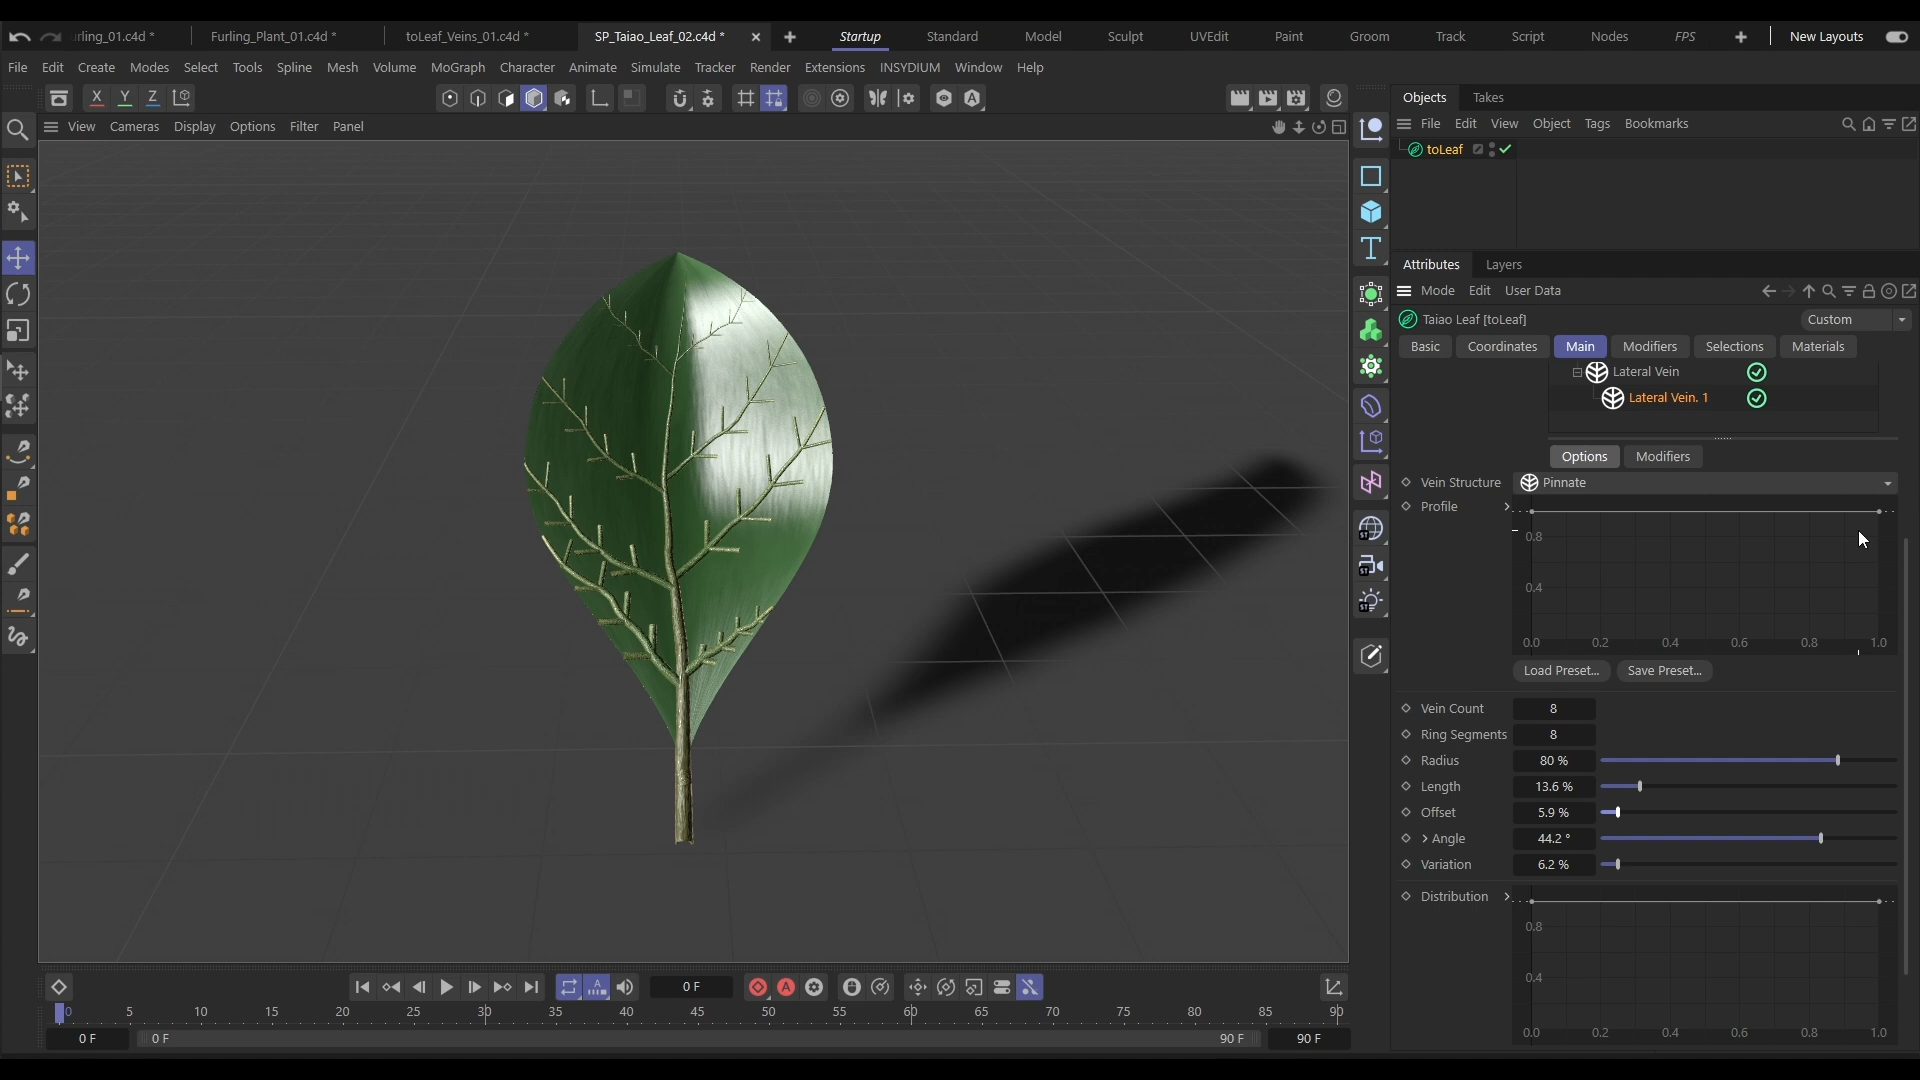 rling_01.c4d * Furling_Plant_01.c4d * toLeaf_Veins_01.c4d * SP_Taiao_Leaf_02.c4d * Startup Standard Model Sculpt UVEdit Paint Groom Track Script Nodes FPS New Layouts
File Edit Create Modes Select Tools Spline Mesh Volume MoGraph Character Animate Simulate Tracker Render Extensions INSYDIUM Window Help
X Y Z
Objects Takes
View Cameras Display Options Filter Panel
File Edit View Object Tags Bookmarks
toLeaf
Attributes Layers
Mode Edit User Data
Taiao Leaf [toLeaf] Custom
Basic Coordinates Main Modifiers Selections Materials
Lateral Vein
Lateral Vein. 1
Options Modifiers
Vein Structure Pinnate
Profile
0.8
0.4
0.0 0.2 0.4 0.6 0.8 1.0
Load Preset... Save Preset...
Vein Count 8
Ring Segments 8
Radius 80 %
Length 13.6 %
Offset 5.9 %
> Angle 44.2 °
Variation 6.2 %
Distribution
0.8
0.4
0.0 0.2 0.4 0.6 0.8 1.0
0 F
0 5 10 15 20 25 30 35 40 45 50 55 60 65 70 75 80 85 90
0 F 0 F 90 F 90 F